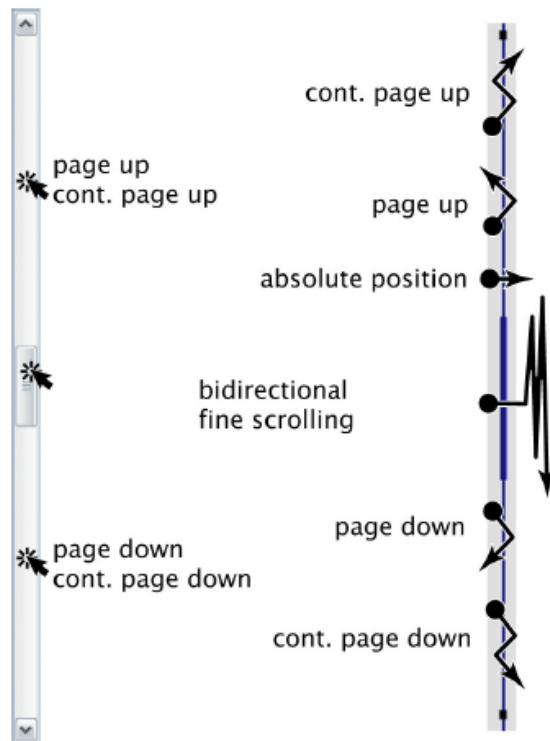 cont. page up
page up
cont. page up
page up
absolute position
bidirectional
fine scrolling
page down
page down
cont. page down
cont. page down